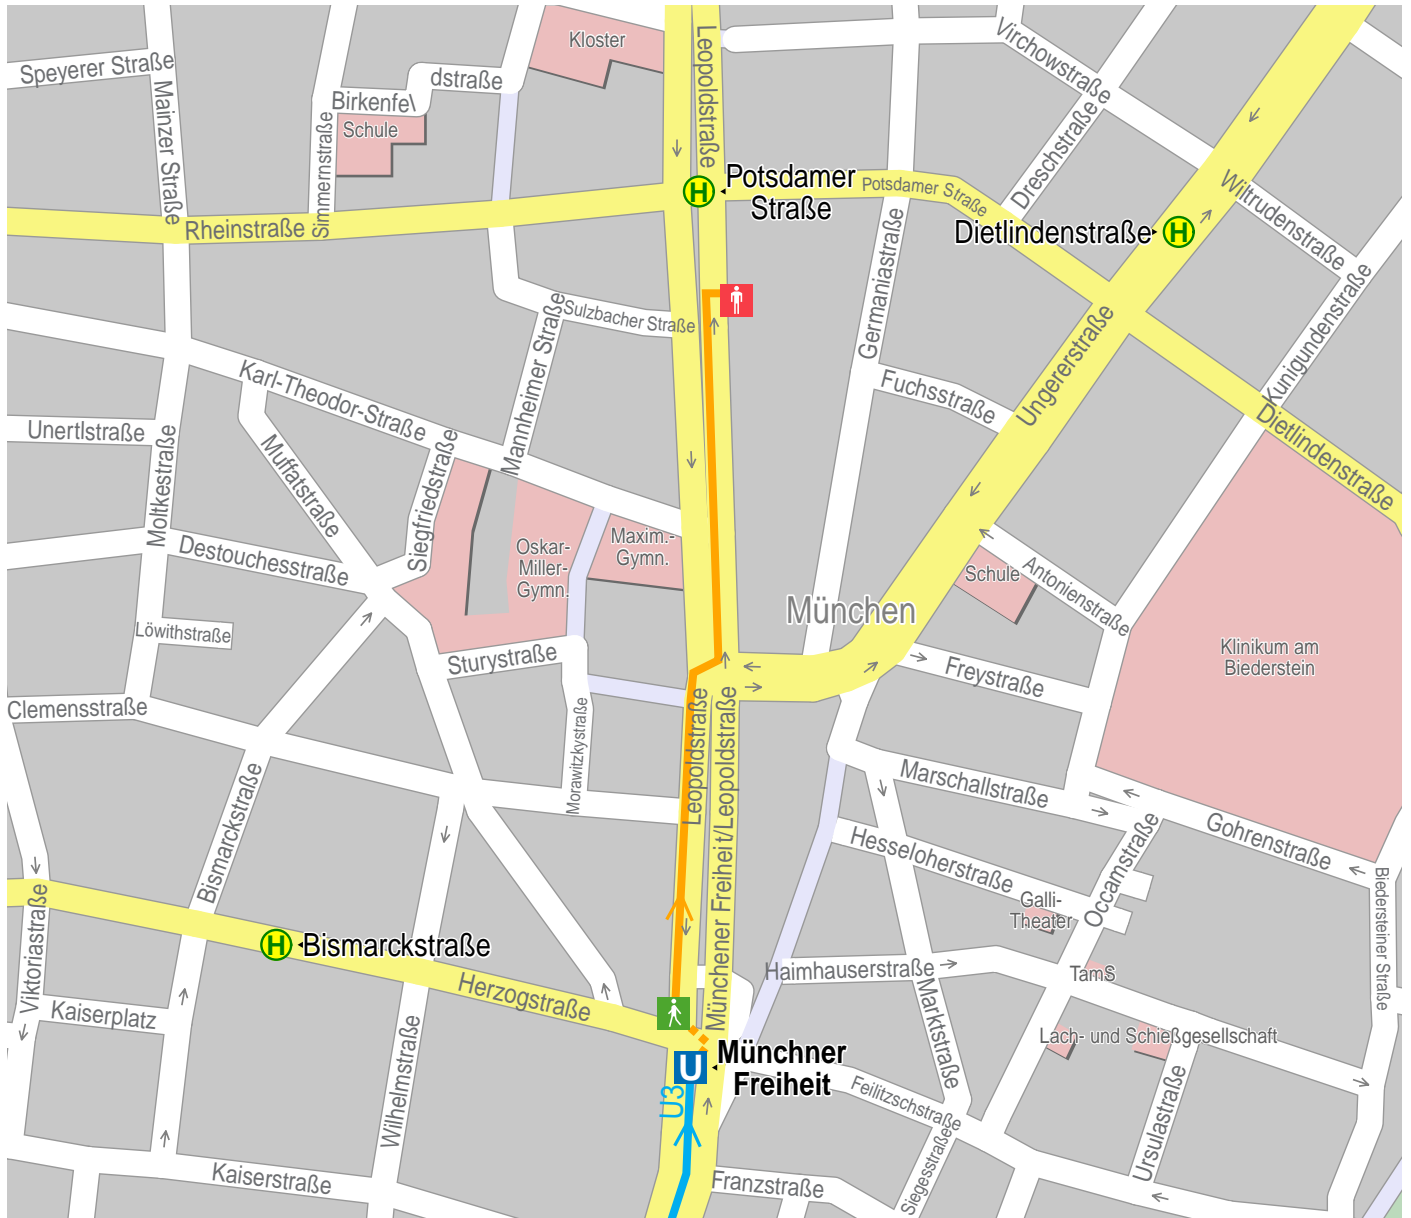 Kloster
Leopoldstraße
Virchowstraße
Speyerer Straße
dstraße
Birkenfe
Schule
Mainzer Straße
Simmernstraße
Dreschstraße
Potsdamer
Straße
Potsdamer Straße
Wiltrudenstraße
Rheinstraße
Dietlindenstraße
H
H
Germaniastraße
Kunigundenstraße
Sulzbacher Straße
Mannheimer Straße
Ungererstraße
Karl-Theodor-Straße
Fuchsstraße
Dietlindenstraße
Unertlstraße
Moltkestraße
Muffatstraße
Siegfriedstraße
Destouchesstraße
Oskar-
Miller-
Gymn.
Maxim.-
Gymn.
Schule
Antonienstraße
München
Löwithstraße
Sturystraße
Freystraße
Klinikum am
Biederstein
Clemensstraße
Morawitzkystraße
Leopoldstraße
Münchener Freiheit/Leopoldstraße
Marschallstraße
Bismarckstraße
Hesseloherstraße
Occamstraße
Gohrenstraße
Biedersteiner Straße
Galli-
Theater
Viktoriastraße
H
Bismarckstraße
Herzogstraße
Haimhauserstraße
TamS
Marktstraße
Kaiserplatz
Lach- und Schießgesellschaft
U
Münchner
Freiheit
U3
Wilhelmstraße
Feilitzschstraße
Siegesstraße
Ursulastraße
Kaiserstraße
Franzstraße